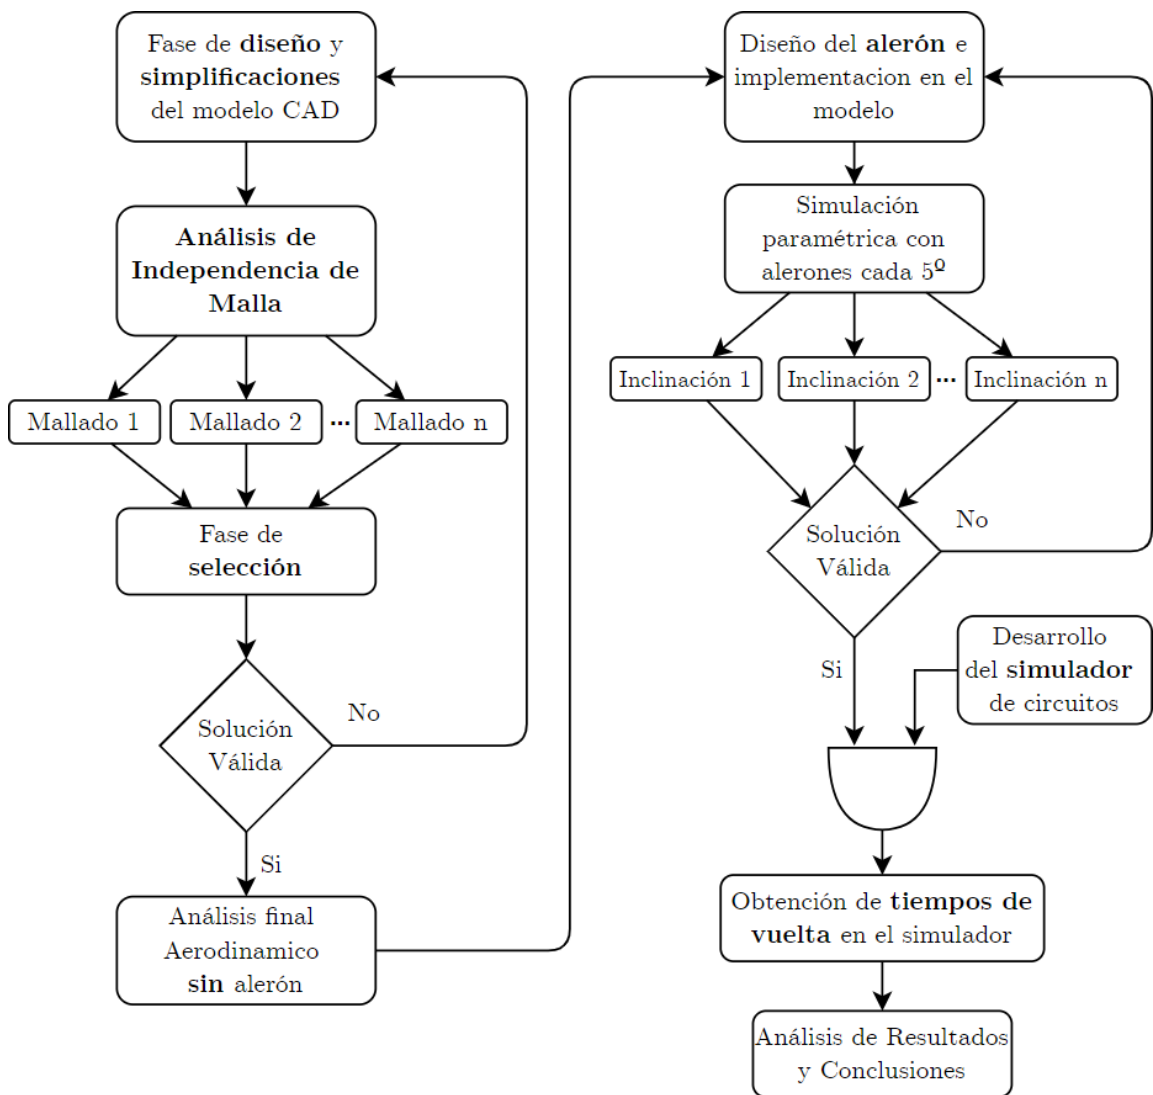 Fase de diseño y
simplificaciones
del modelo CAD
Análisis de
Independencia de
Malla
Mallado 1
Mallado 2
...
Mallado n
Fase de
selección
Solución
Válida
No
Si
Análisis final
Aerodinamico
sin alerón
Diseño del alerón e
implementacion en el
modelo
Simulación
paramétrica con
alerones cada 5º
Inclinación 1
Inclinación 2
...
Inclinación n
Solución
Válida
No
Si
Desarrollo
del simulador
de circuitos
Obtención de tiempos de
vuelta en el simulador
Análisis de Resultados
y Conclusiones